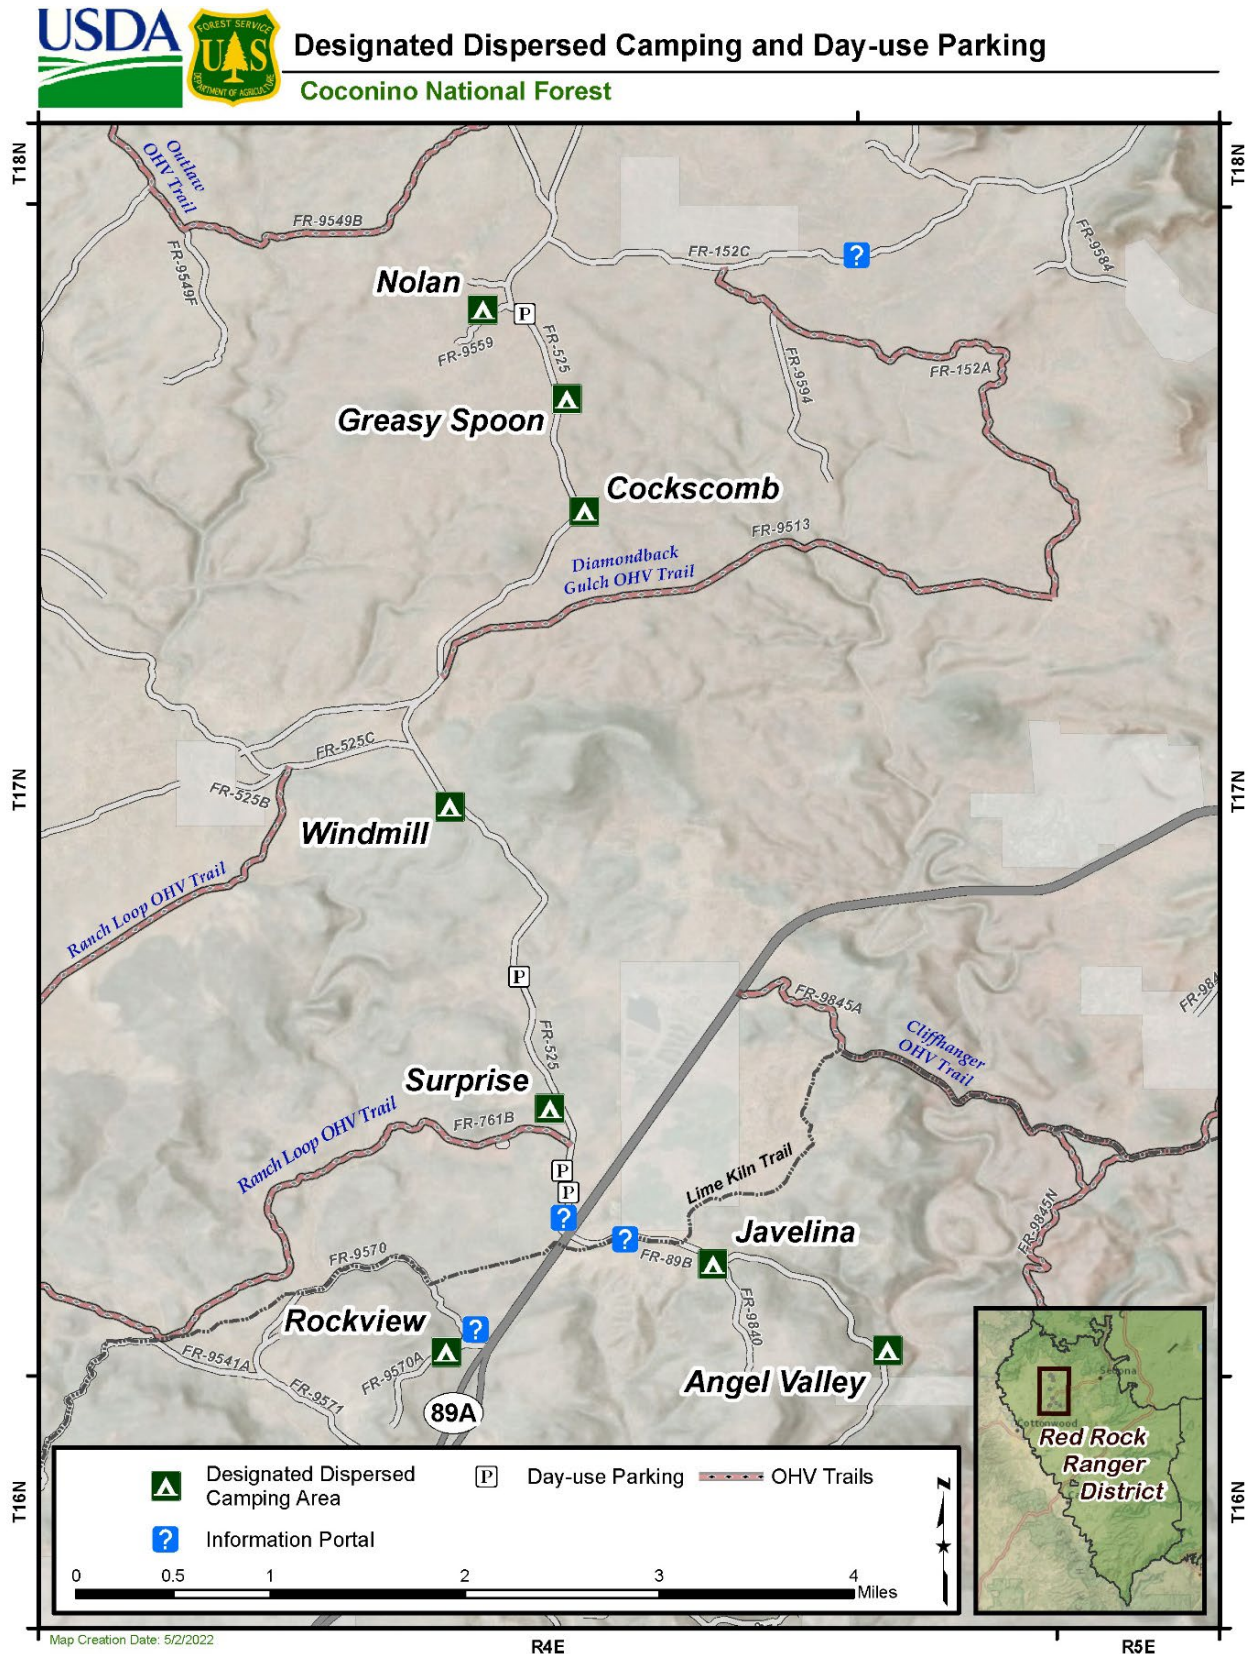 USDA
FOREST SERVICE
U S
DEPARTMENT OF AGRICULTURE
Designated Dispersed Camping and Day-use Parking
Coconino National Forest
T18N
T18N
Outlaw
OHV Trail
FR-9549B
FR-9549F
FR-152C
?
FR-9584
Nolan
P
FR-9559
FR-525
FR-9594
FR-152A
Greasy Spoon
Cockscomb
FR-9513
Diamondback
Gulch OHV Trail
FR-525C
FR-525B
T17N
T17N
Windmill
Ranch Loop OHV Trail
P
FR-9845A
FR-984
Cliffhanger
OHV Trail
FR-525
Surprise
FR-761B
Ranch Loop OHV Trail
P
P
?
Lime Kiln Trail
FR-9845N
?
Javelina
FR-89B
FR-9570
FR-9840
Rockview
?
FR-9541A
FR-9570A
FR-9571
Angel Valley
89A
Sedona
Cottonwood
Red Rock
Ranger
District
Designated Dispersed
Camping Area
P
Day-use Parking
OHV Trails
?
Information Portal
N
0 0.5 1 2 3 4
Miles
T16N
T16N
Map Creation Date: 5/2/2022
R4E
R5E